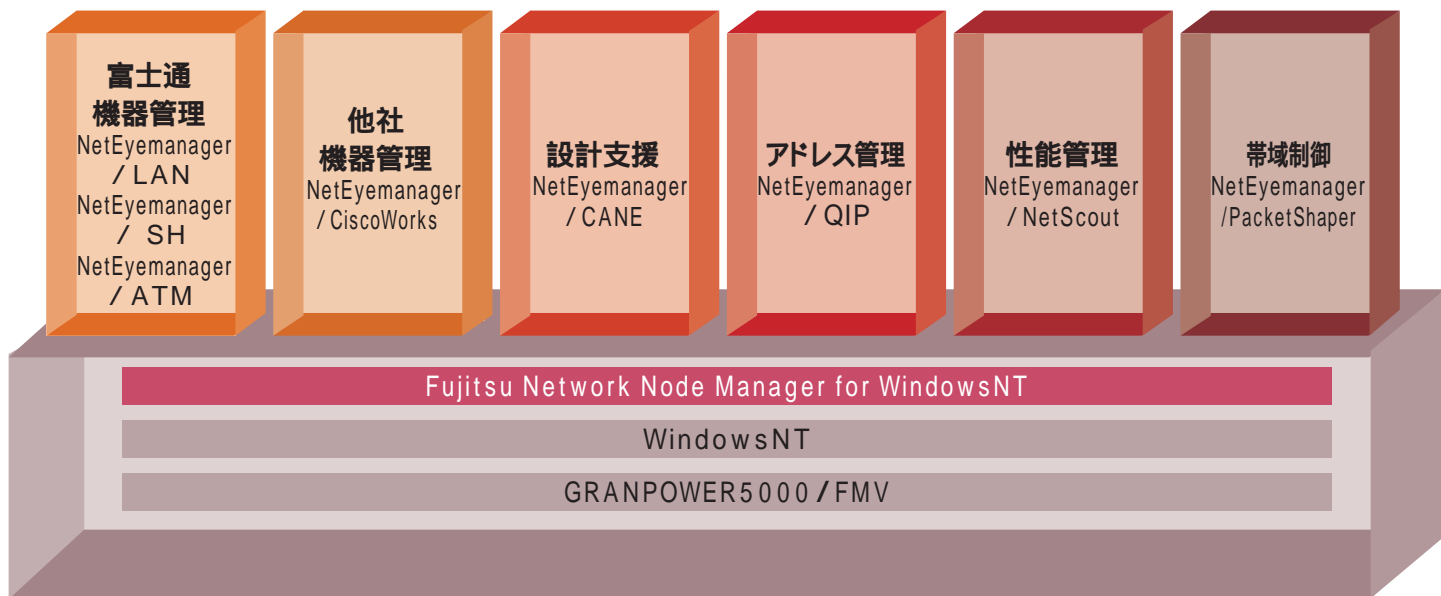 富士通
機器管理
NetEyemanager
/LAN
NetEyemanager
/ SH
NetEyemanager
/ATM
他社
機器管理
NetEyemanager
/CiscoWorks
設計支援
NetEyemanager
/CANE
アドレス管理
NetEyemanager
/QIP
性能管理
NetEyemanager
/NetScout
帯域制御
NetEyemanager
/PacketShaper
Fujitsu Network Node Manager for WindowsNT
WindowsNT
GRANPOWER5000/FMV